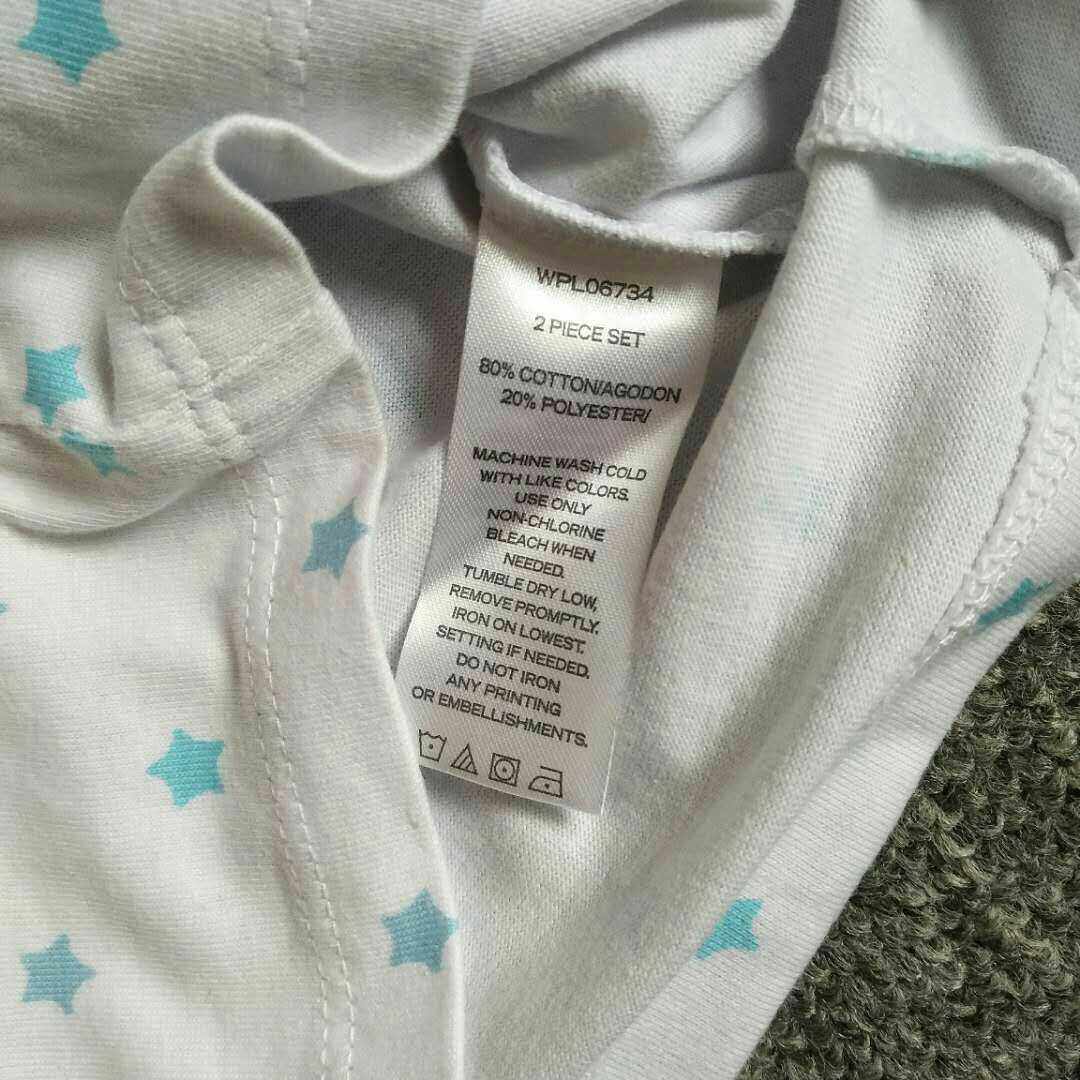 WPL06734
2 PIECE SET
80% COTTON/AGODON
20% POLYESTER/
MACHINE WASH COLD
WITH LIKE COLORS.
USE ONLY
NON-CHLORINE
BLEACH WHEN
NEEDED.
TUMBLE DRY LOW,
REMOVE PROMPTLY.
IRON ON LOWEST.
SETTING IF NEEDED.
DO NOT IRON
ANY PRINTING
OR EMBELLISHMENTS.